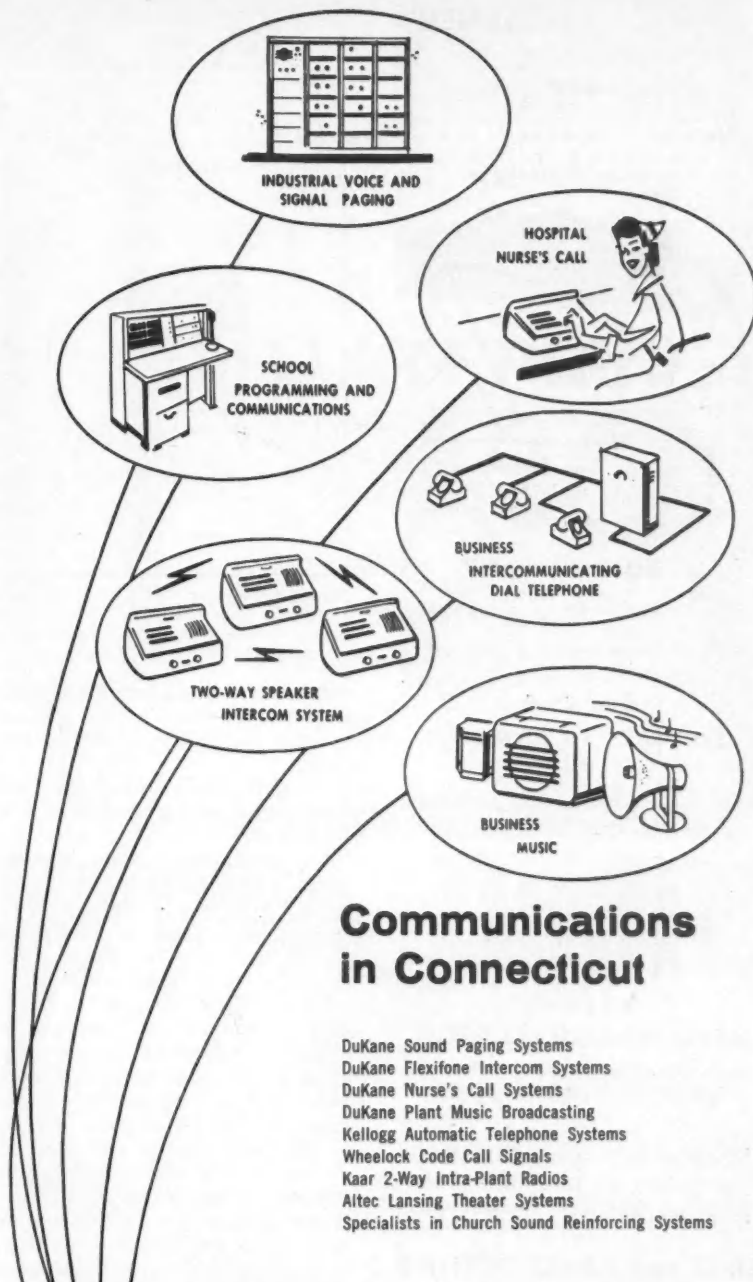 INDUSTRIAL VOICE AND
SIGNAL PAGING
HOSPITAL
NURSE'S CALL
SCHOOL
PROGRAMMING AND
COMMUNICATIONS
BUSINESS
INTERCOMMUNICATING
DIAL TELEPHONE
TWO-WAY SPEAKER
INTERCOM SYSTEM
BUSINESS
MUSIC
Communications
in Connecticut
DuKane Sound Paging Systems
DuKane Flexifone Intercom Systems
DuKane Nurse's Call Systems
DuKane Plant Music Broadcasting
Kellogg Automatic Telephone Systems
Wheelock Code Call Signals
Kaar 2-Way Intra-Plant Radios
Altec Lansing Theater Systems
Specialists in Church Sound Reinforcing Systems